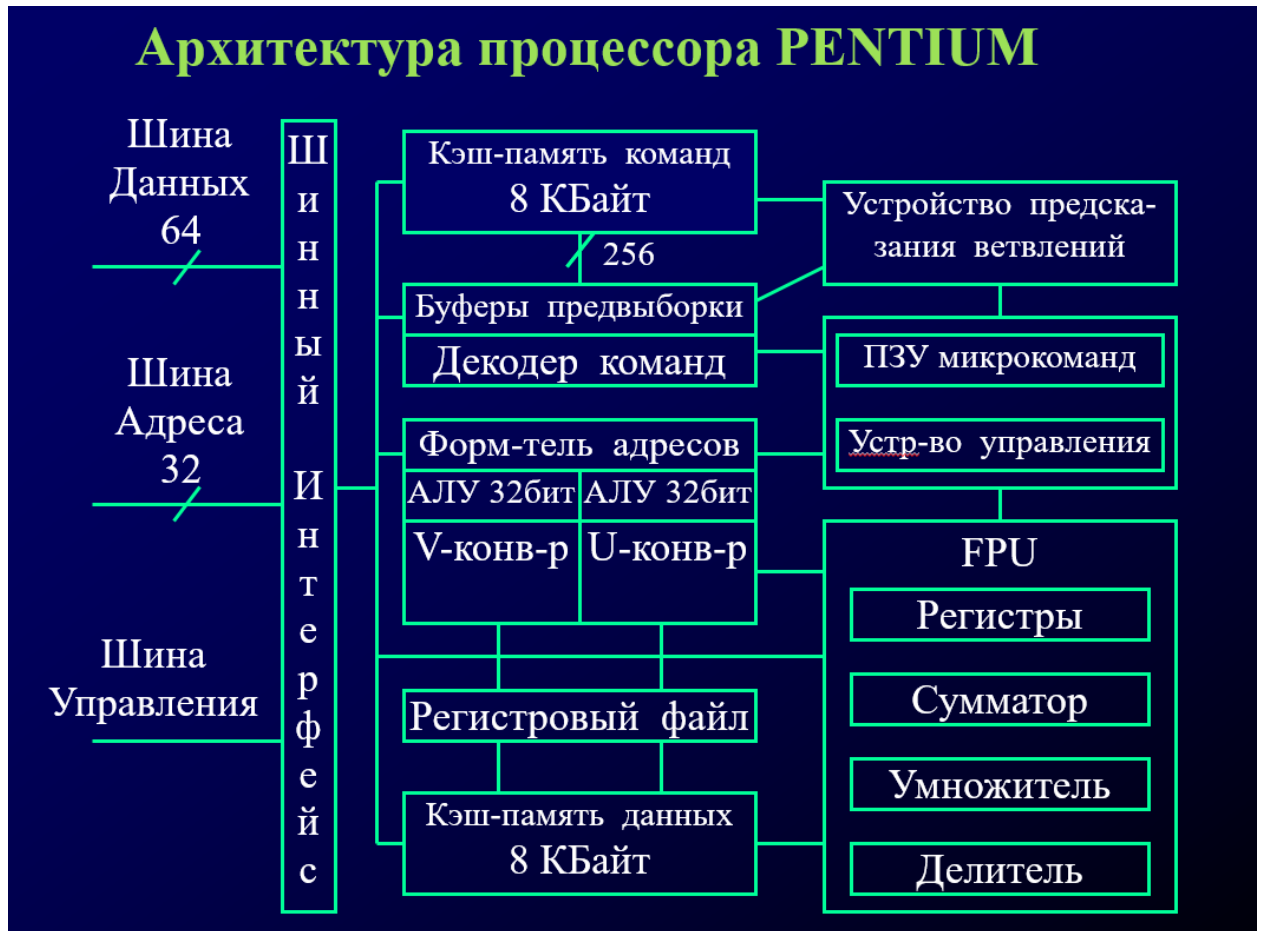 Архитектура процессора PENTIUM
Шина
Данных
64
Шина
Адреса
32
Шина
Управления
Шинный Интерфейс
Кэш-память команд
8 КБайт
256
Буферы предвыборки
Декодер команд
Форм-тель адресов
АЛУ 32бит АЛУ 32бит
V-конв-р U-конв-р
Регистровый файл
Кэш-память данных
8 КБайт
Устройство предска-
зания ветвлений
ПЗУ микрокоманд
Устр-во управления
FPU
Регистры
Сумматор
Умножитель
Делитель